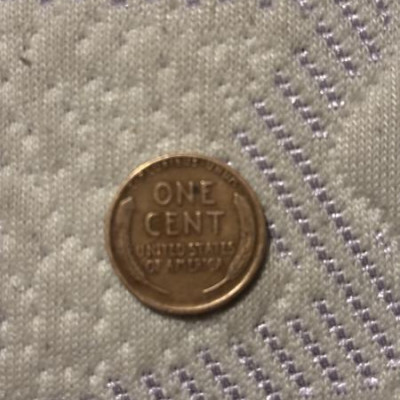 ONE
CENT
UNITED STATES
OF AMERICA